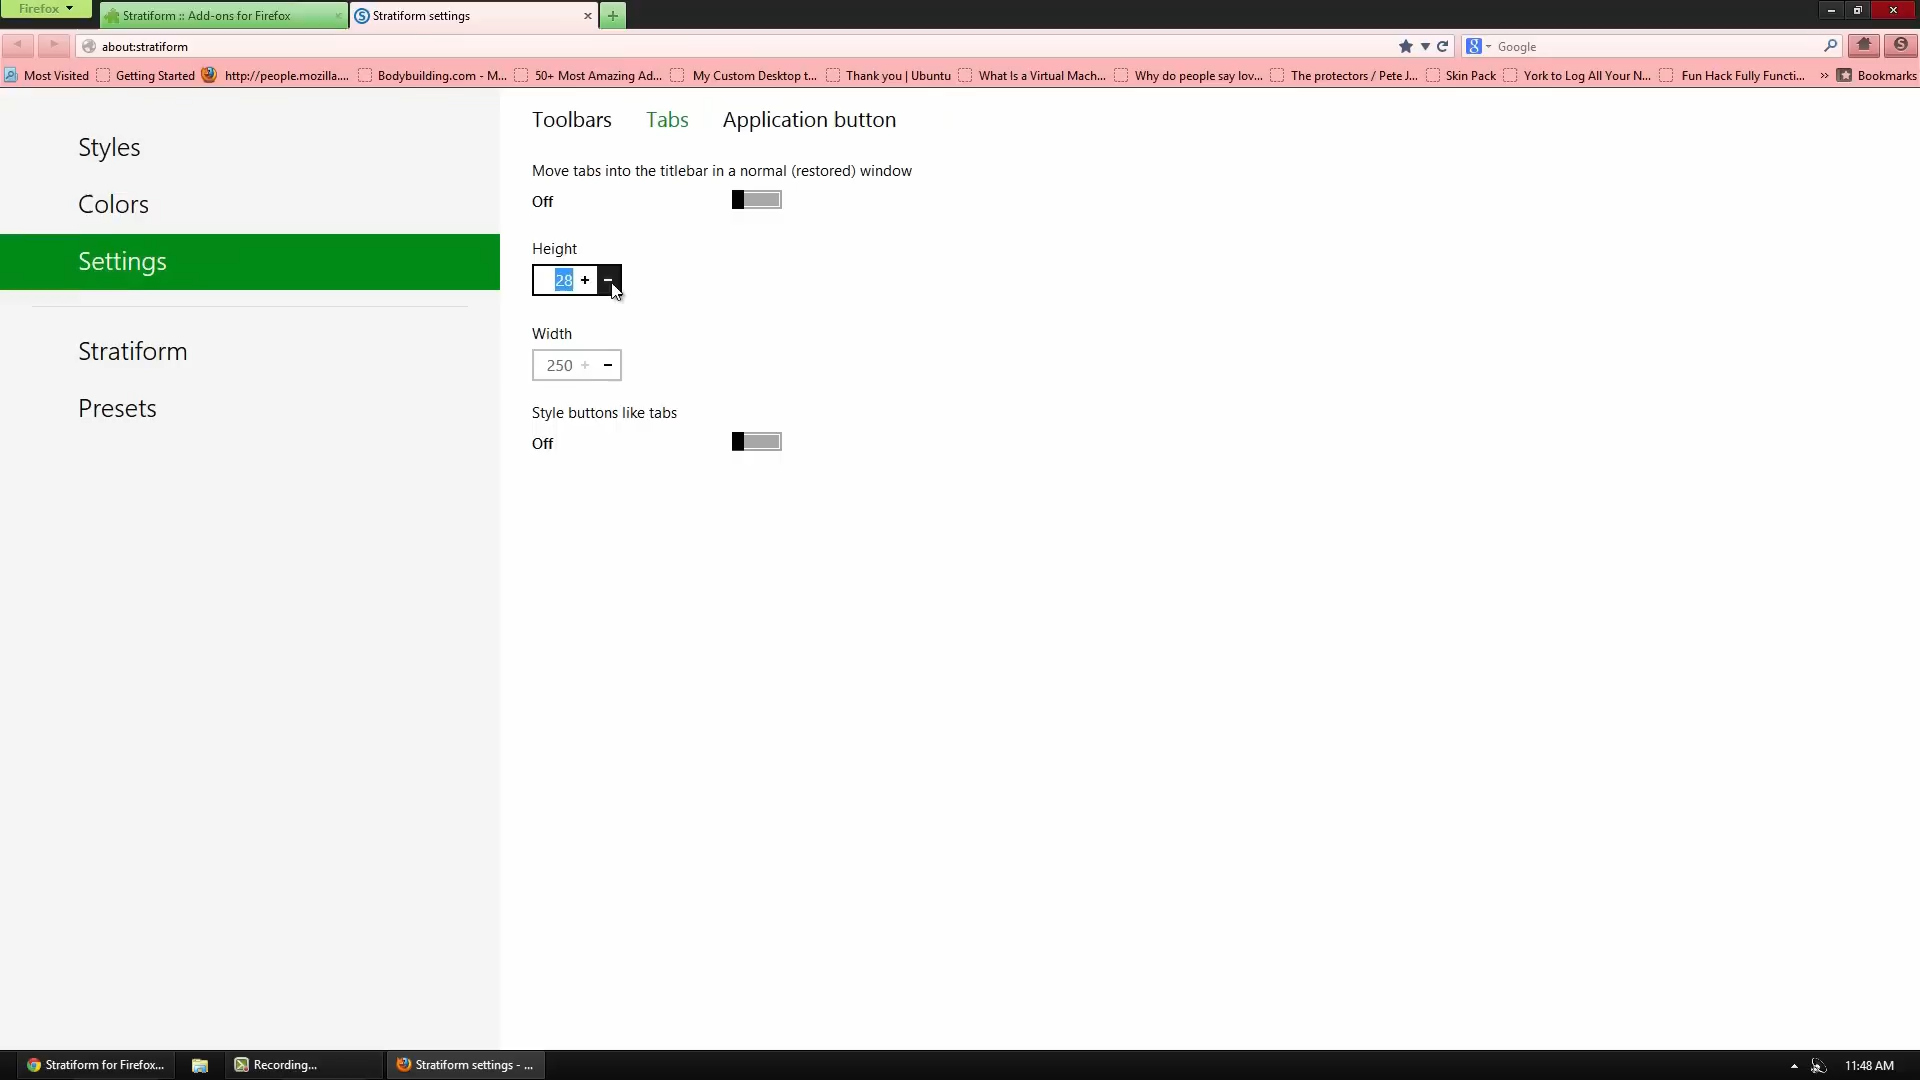 Firefox
Stratiform :: Add-ons for Firefox
Stratiform settings
about:stratiform
Google
Most Visited
Getting Started
http://people.mozilla....
Bodybuilding.com - M...
50+ Most Amazing Ad...
My Custom Desktop t...
Thank you | Ubuntu
What Is a Virtual Mach...
Why do people say lov...
The protectors / Pete J...
Skin Pack
York to Log All Your N...
Fun Hack Fully Functi...
Bookmarks
Styles
Colors
Settings
Stratiform
Presets
Toolbars Tabs Application button
Move tabs into the titlebar in a normal (restored) window
Off
Height
28 + -
Width
250 + -
Style buttons like tabs
Off
Stratiform for Firefox...
Recording...
Stratiform settings - ...
11:48 AM